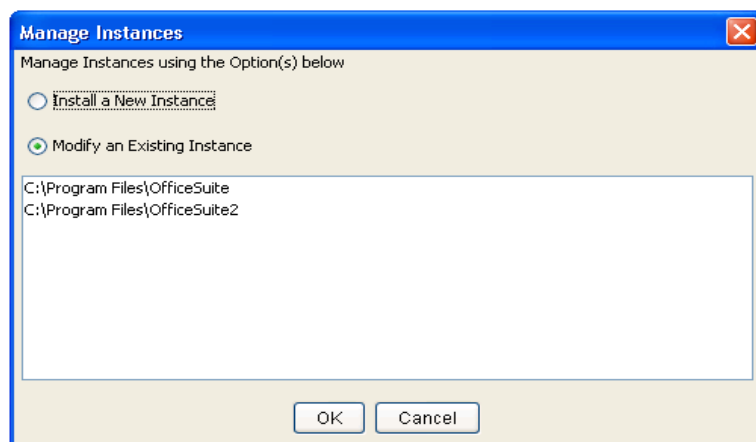 Manage Instances
Manage Instances using the Option(s) below
Install a New Instance
Modify an Existing Instance
C:\Program Files\OfficeSuite
C:\Program Files\OfficeSuite2
OK Cancel